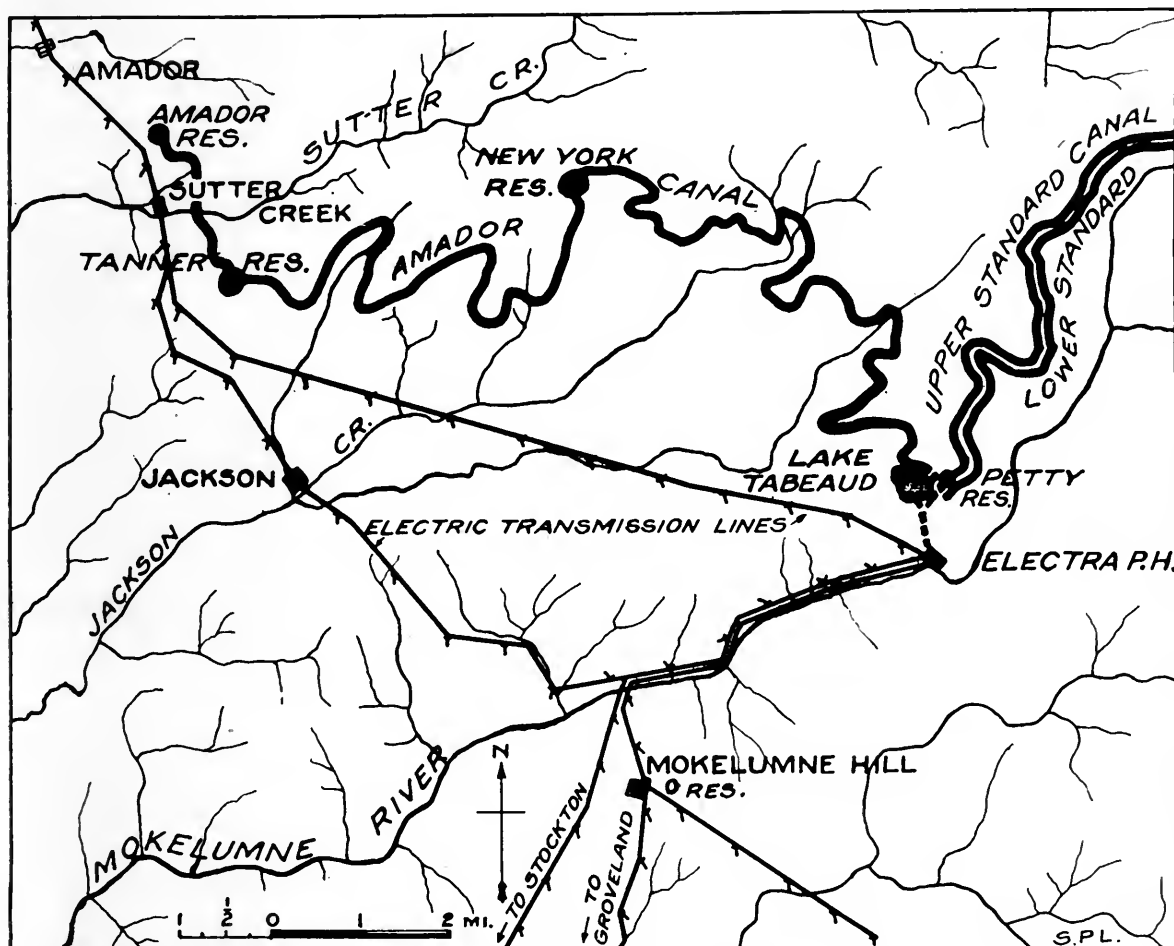 AMADOR
AMADOR
RES.
SUTTER CR.
NEW YORK
RES.
CANAL
UPPER STANDARD CANAL
LOWER STANDARD
SUTTER
CREEK
TANNER RES.
AMADOR
CR.
JACKSON
LAKE
TABEAUD
PETTY
RES.
ELECTRIC TRANSMISSION LINES
JACKSON
ELECTRA P.H.
N
MOKELUMNE HILL
RES.
MOKELUMNE RIVER
TO STOCKTON
TO
GROVELAND
1 1/2 0 1 2 MI.
S.P.L.